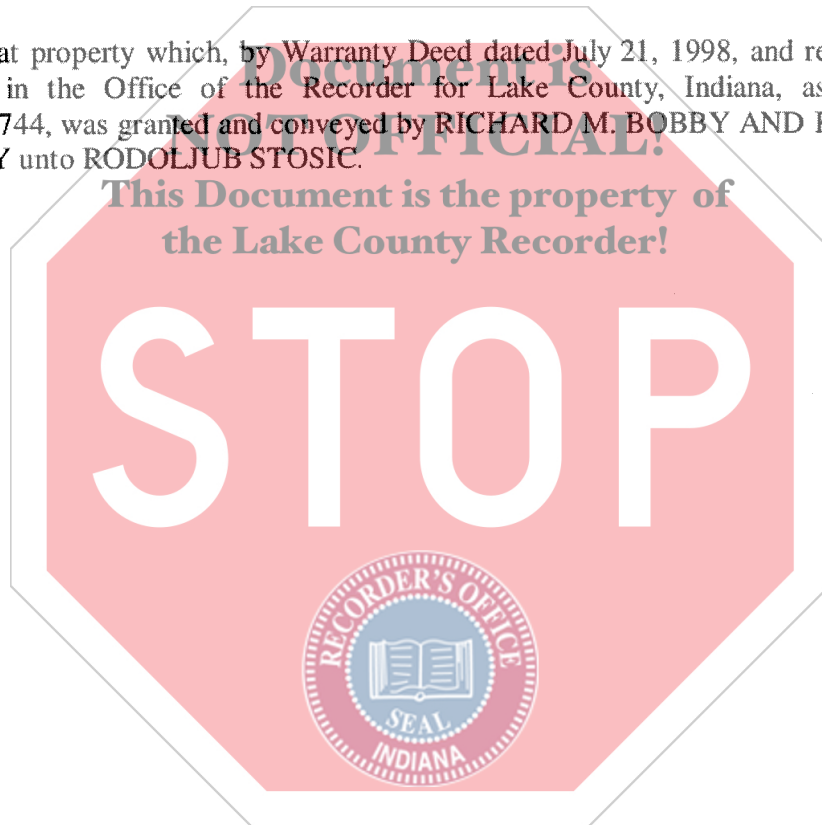 at property which, by Warranty Deed dated July 21, 1998, and re
in the Office of the Recorder for Lake County, Indiana, as
744, was granted and conveyed by RICHARD M. BOBBY AND
Y unto RODOLJUB STOSIC.
Document is
NOT OFFICIAL!
This Document is the property of
the Lake County Recorder!
STOP
RECORDER'S OFFICE
SEAL
INDIANA